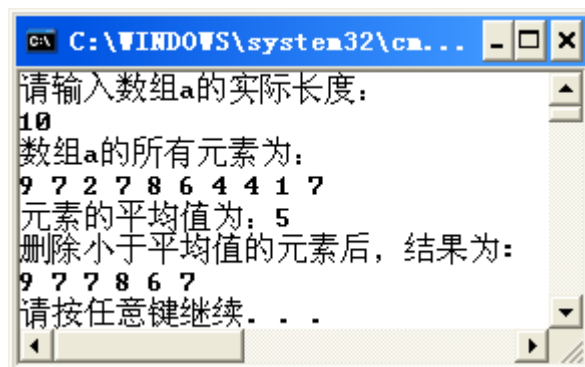 C:\WINDOWS\system32\cm...
请输入数组a的实际长度:
10
数组a的所有元素为:
9 7 2 7 8 6 4 4 1 7
元素的平均值为: 5
删除小于平均值的元素后, 结果为:
9 7 7 8 6 7
请按任意键继续. . .